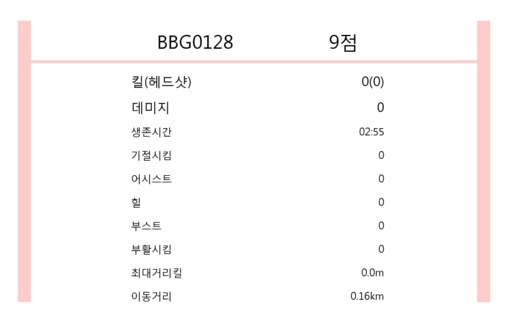 BBG0128 9점
킬(헤드샷) 0(0)
데미지 0
생존시간 02:55
기절시킴 0
어시스트 0
힐 0
부스트 0
부활시킴 0
최대거리킬 0.0m
이동거리 0.16km